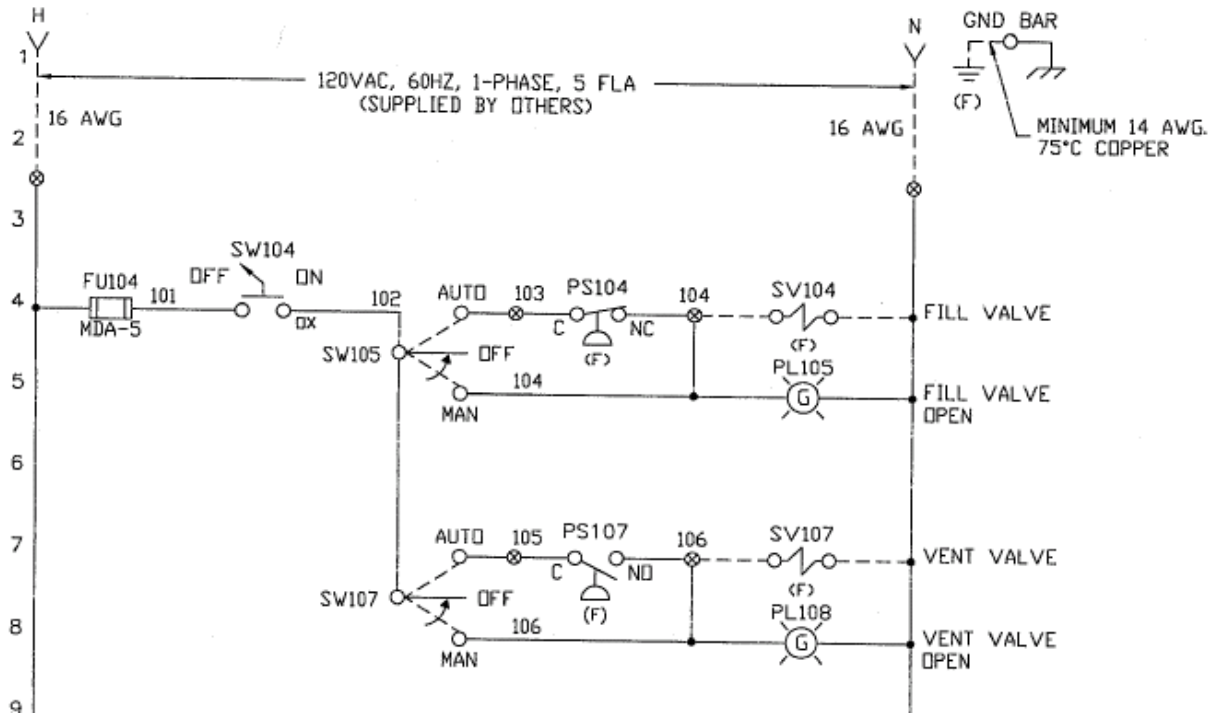 H
N
GND BAR
1
120VAC, 60HZ, 1-PHASE, 5 FLA
(SUPPLIED BY OTHERS)
(F)
16 AWG
16 AWG
MINIMUM 14 AWG.
75°C COPPER
2
3
SW104
OFF
ON
FU104
101
102
AUTO
103
PS104
104
SV104
4
MDA-5
OX
C
NC
FILL VALVE
SW105
OFF
(F)
(F)
PL105
5
104
G
FILL VALVE
OPEN
MAN
6
7
AUTO
105
PS107
106
SV107
C
NO
VENT VALVE
SW107
OFF
(F)
(F)
PL108
8
106
G
VENT VALVE
OPEN
MAN
9